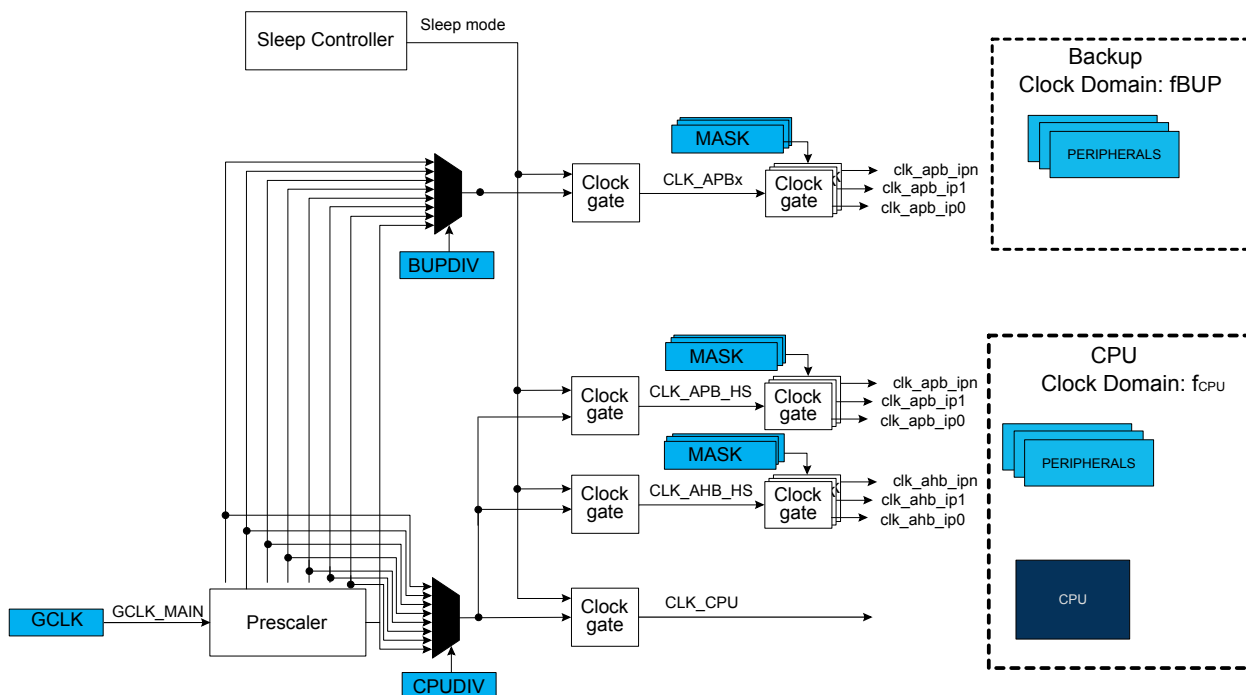 Sleep Controller
Sleep mode
Backup
Clock Domain: fBUP
PERIPHERALS
MASK
Clock
gate
CLK_APBx
Clock
gate
clk_apb_ipn
clk_apb_ip1
clk_apb_ip0
BUPDIV
MASK
Clock
gate
CLK_APB_HS
Clock
gate
clk_apb_ipn
clk_apb_ip1
clk_apb_ip0
CPU
Clock Domain: fCPU
PERIPHERALS
MASK
Clock
gate
CLK_AHB_HS
Clock
gate
clk_ahb_ipn
clk_ahb_ip1
clk_ahb_ip0
GCLK
GCLK_MAIN
Prescaler
Clock
gate
CLK_CPU
CPU
CPUDIV